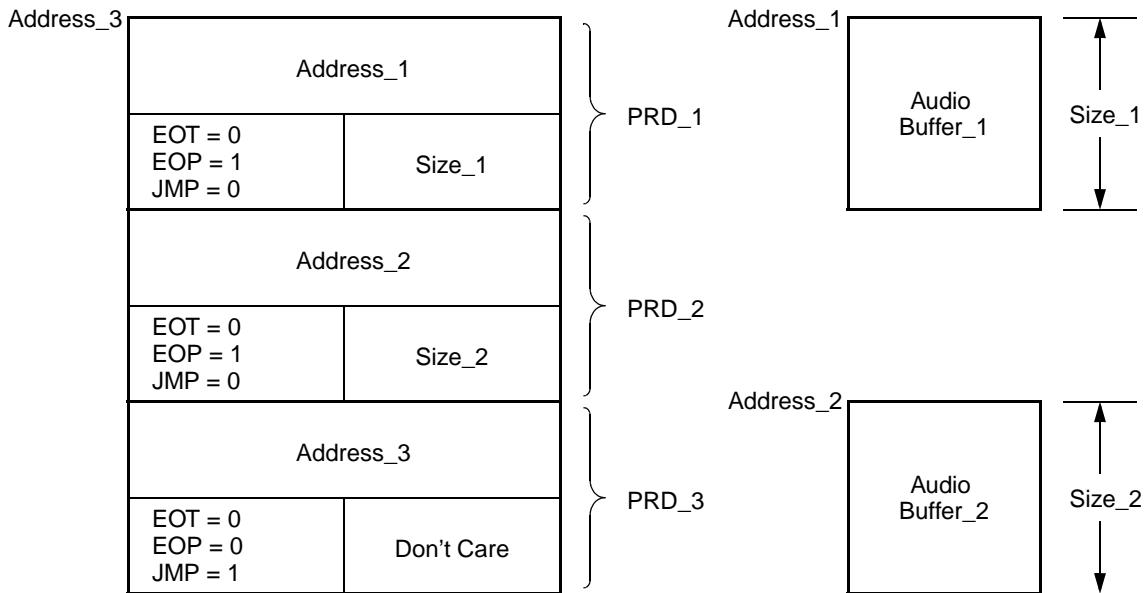 Address_3
Address_1
EOT = 0
EOP = 1
JMP = 0
Size_1
PRD_1
Address_2
EOT = 0
EOP = 1
JMP = 0
Size_2
PRD_2
Address_3
EOT = 0
EOP = 0
JMP = 1
Don't Care
PRD_3
Address_1
Audio
Buffer_1
Size_1
Address_2
Audio
Buffer_2
Size_2